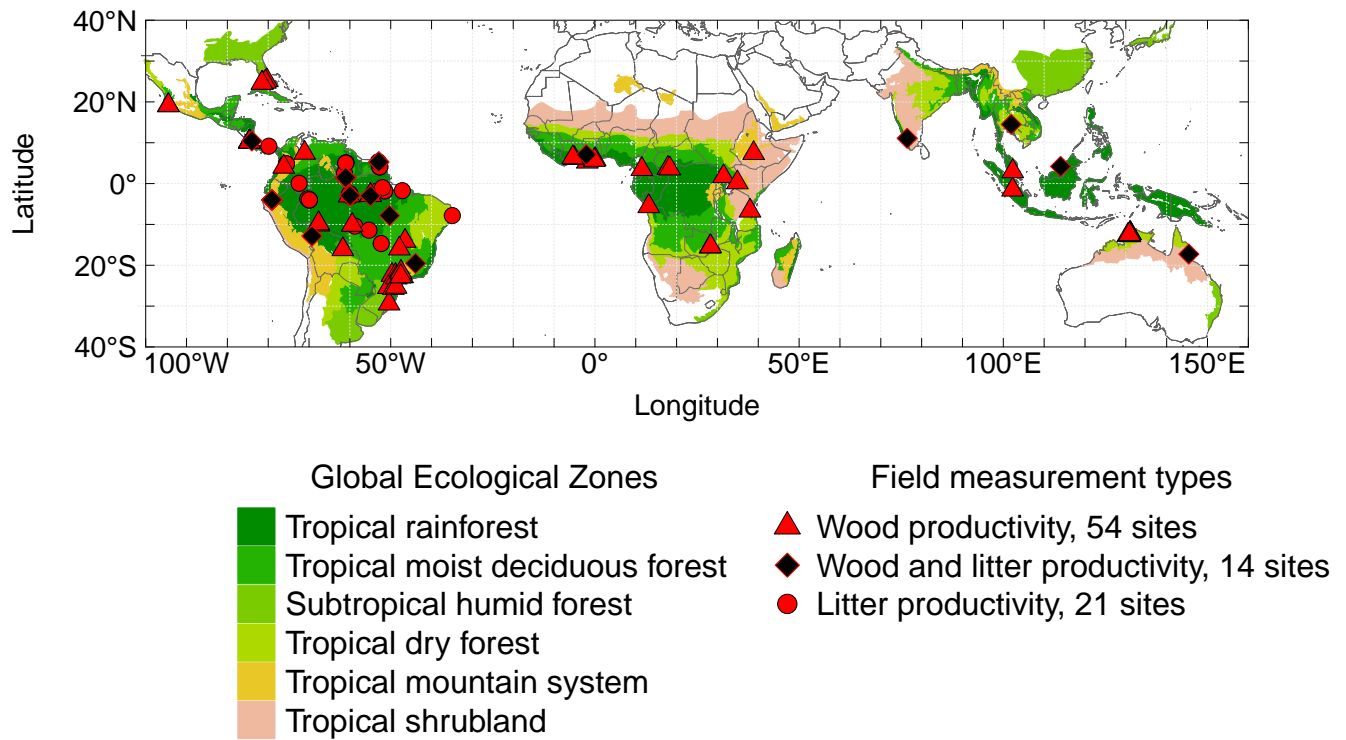 40°N
20°N
0°
20°S
40°S
Latitude
100°W
50°W
0°
50°E
100°E
150°E
Longitude
Global Ecological Zones
Tropical rainforest
Tropical moist deciduous forest
Subtropical humid forest
Tropical dry forest
Tropical mountain system
Tropical shrubland
Field measurement types
Wood productivity, 54 sites
Wood and litter productivity, 14 sites
Litter productivity, 21 sites